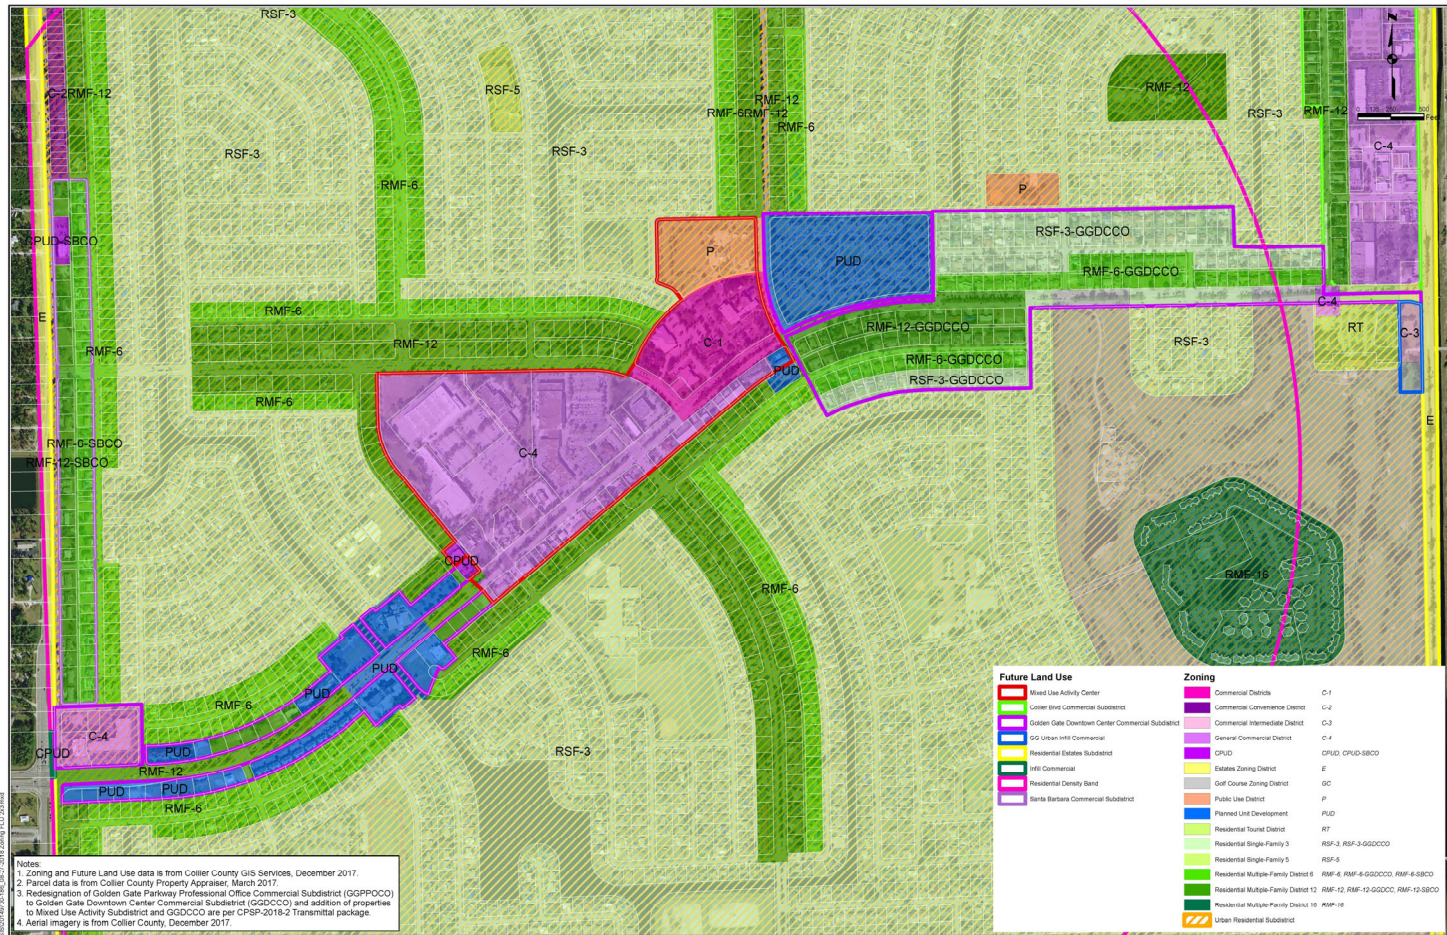 RSF-3
C-2RMF-12
RSF-5
RMF-12
RMF-6RMF-12
RMF-6
RMF-12
RSF-3
RMF-12
N
0 125 250 500
Feet
C-4
RSF-3
RSF-3
RMF-6
P
CPUD-SBCO
P
PUD
RSF-3-GGDCCO
RMF-6-GGDCCO
C-4
E
RMF-6
RMF-12
RMF-6
C-1
RMF-12-GGDCCO
RMF-6-GGDCCO
RSF-3-GGDCCO
PUD
RSF-3
RT
C-3
RMF-6
E
RMF-6-SBCO
RMF-12-SBCO
C-4
CPUD
RMF-6
RMF-16
RMF-6
PUD
PUD
RMF-6
C-4
CPUD
PUD
RMF-12
PUD
PUD
RMF-6
RSF-3
Future Land Use
Mixed Use Activity Center
Collier Blvd Commercial Subdistrict
Golden Gate Downtown Center Commercial Subdistrict
GG Urban Infill Commercial
Residential Estates Subdistrict
Infill Commercial
Residential Density Band
Santa Barbara Commercial Subdistrict
Zoning
Commercial Districts C-1
Commercial Convenience District C-2
Commercial Intermediate District C-3
General Commercial District C-4
CPUD CPUD, CPUD-SBCO
Estates Zoning District E
Golf Course Zoning District GC
Public Use District P
Planned Unit Development PUD
Residential Tourist District RT
Residential Single-Family 3 RSF-3, RSF-3-GGDCCO
Residential Single-Family 5 RSF-5
Residential Multiple-Family District 6 RMF-6, RMF-6-GGDCCO, RMF-6-SBCO
Residential Multiple-Family District 12 RMF-12, RMF-12-GGDCC, RMF-12-SBCO
Residential Multiple-Family District 16 RMF-16
Urban Residential Subdistrict
Notes:
1. Zoning and Future Land Use data is from Collier County GIS Services, December 2017.
2. Parcel data is from Collier County Property Appraiser, March 2017.
3. Redesignation of Golden Gate Parkway Professional Office Commercial Subdistrict (GGPPOCO)
to Golden Gate Downtown Center Commercial Subdistrict (GGDCCO) and addition of properties
to Mixed Use Activity Subdistrict and GGDCCO are per CPSP-2018-2 Transmittal package.
4. Aerial imagery is from Collier County, December 2017.